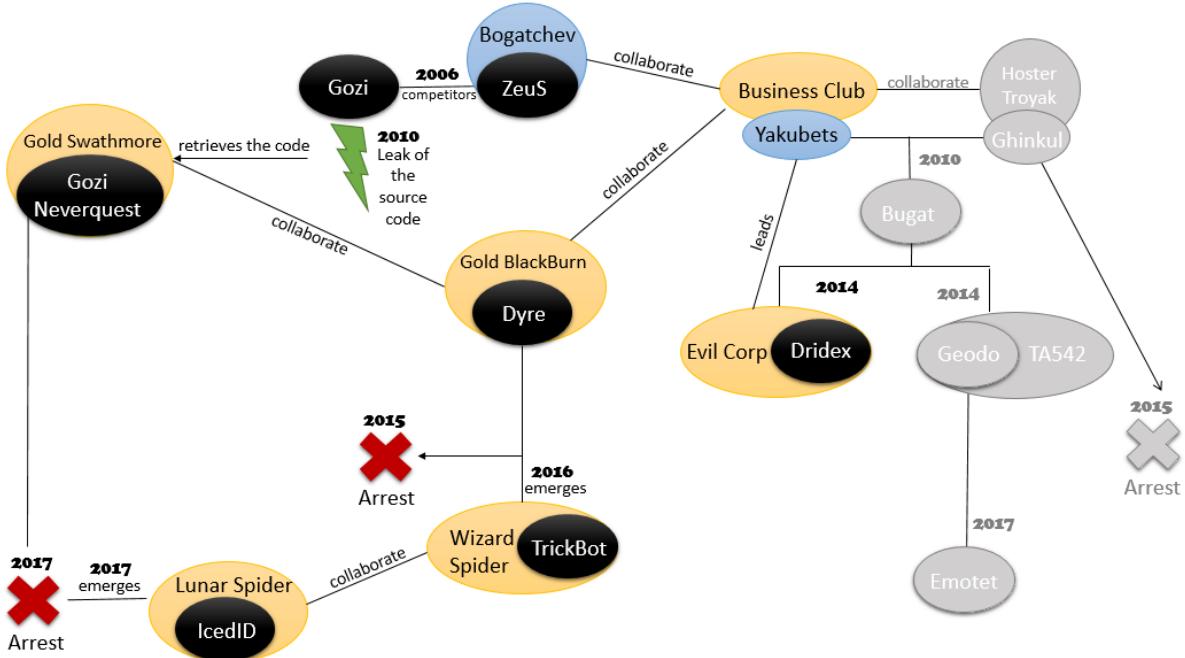 Bogatchev
ZeuS
Gozi
2006
competitors
collaborate
Business Club
Yakubets
collaborate
Hoster
Troyak
Ghinkul
Gold Swathmore
Gozi
Neverquest
retrieves the code
2010
Leak of
the
source
code
collaborate
collaborate
2010
Bugat
leads
Gold BlackBurn
Dyre
2014
2014
Evil Corp
Dridex
Geodo
TA542
2015
Arrest
2015
Arrest
2016
emerges
Wizard
Spider
TrickBot
2017
Emotet
collaborate
2017
Arrest
2017
emerges
Lunar Spider
IcedID